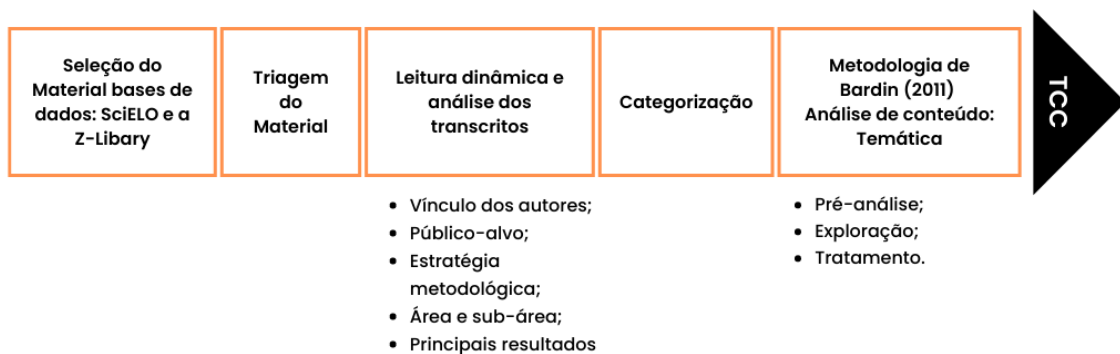 Seleção do
Material bases de
dados: SciELO e a
Z-Libary
Triagem
do
Material
Leitura dinâmica e
análise dos
transcritos
Categorização
Metodologia de
Bardin (2011)
Análise de conteúdo:
Temática
TCC
• Vínculo dos autores;
• Público-alvo;
• Estratégia
metodológica;
• Área e sub-área;
• Principais resultados
• Pré-análise;
• Exploração;
• Tratamento.